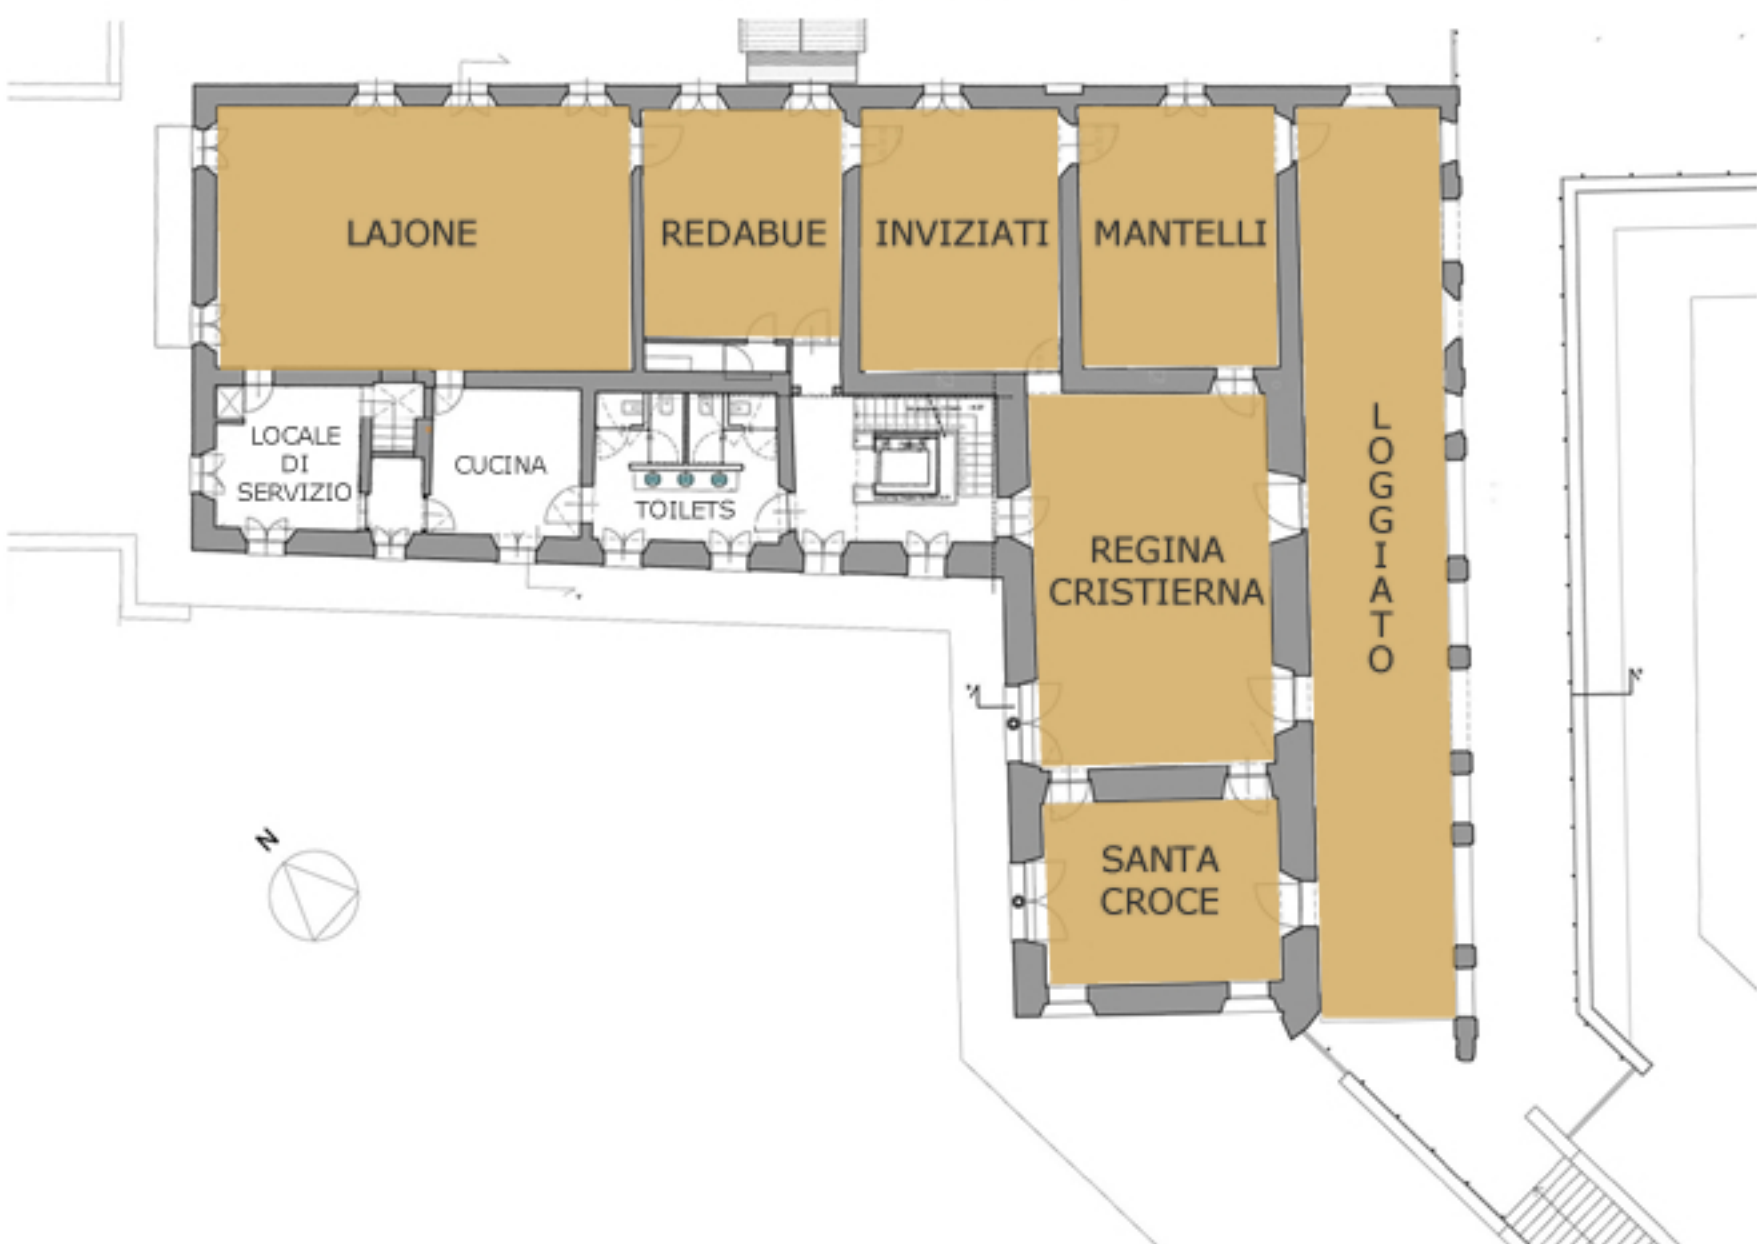 LAJONE
REDABUE
INVIZIATI
MANTELLI
LOCALE
DI
SERVIZIO
CUCINA
TOILETS
REGINA
CRISTIERNA
LOGGIATO
SANTA
CROCE
N